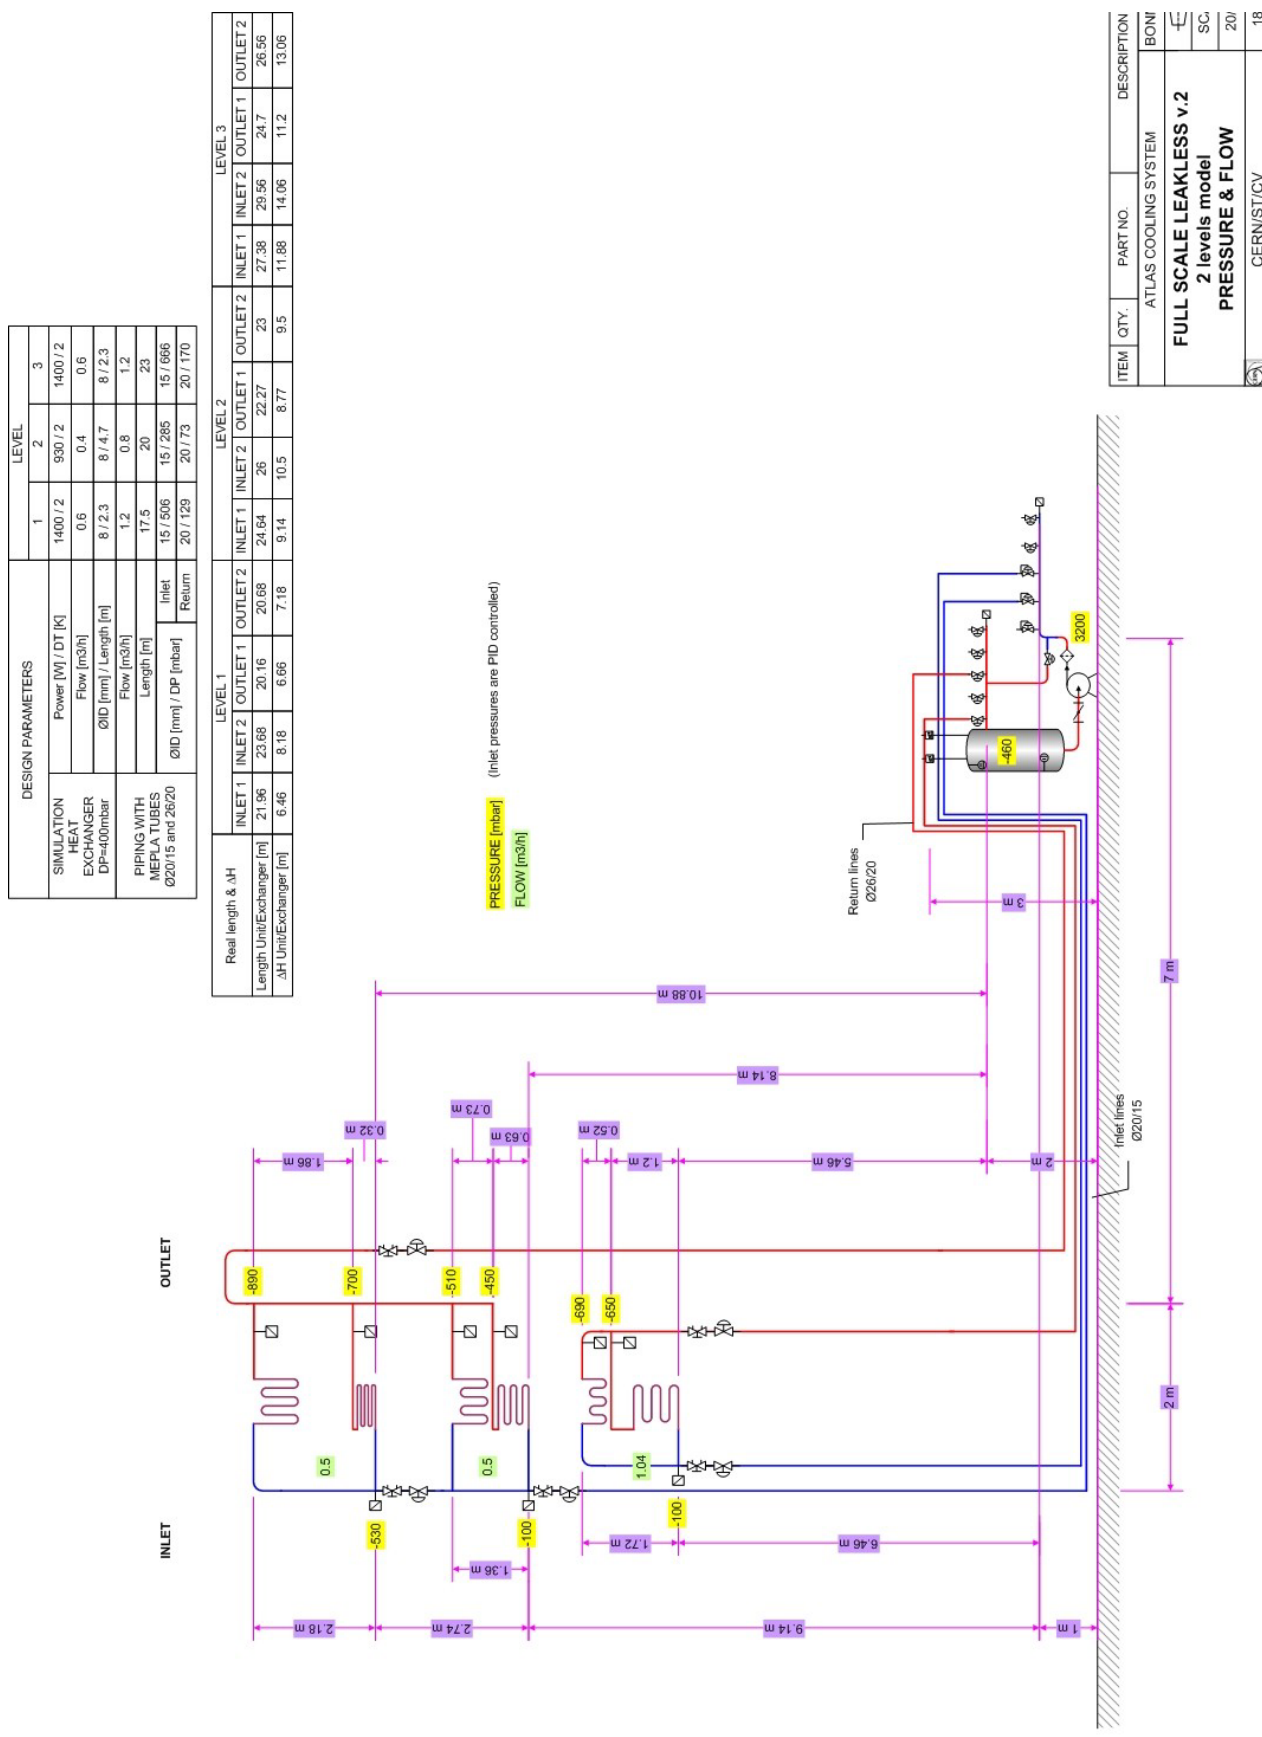 DESIGN PARAMETERS LEVEL
1 2 3
SIMULATION HEAT EXCHANGER DP=400mbar
Power [W] / DT [K] 1400 / 2 930 / 2 1400 / 2
Flow [m3/h] 0.6 0.4 0.6
ØID [mm] / Length [m] 8 / 2.3 8 / 4.7 8 / 2.3
PIPING WITH MEPLA TUBES Ø20/15 and 26/20
Flow [m3/h] 1.2 0.8 1.2
Length [m] 17.5 20 23
ØID [mm] / DP [mbar] Inlet 15 / 506 15 / 285 15 / 666
Return 20 / 129 20 / 73 20 / 170
Real length & ΔH LEVEL 1 LEVEL 2 LEVEL 3
INLET 1 INLET 2 OUTLET 1 OUTLET 2 INLET 1 INLET 2 OUTLET 1 OUTLET 2 INLET 1 INLET 2 OUTLET 1 OUTLET 2
Length Unit/Exchanger [m] 21.96 23.68 20.16 20.68 24.64 26 22.27 23 27.38 29.56 24.7 26.56
ΔH Unit/Exchanger [m] 6.46 8.18 6.66 7.18 9.14 10.5 8.77 9.5 11.88 14.06 11.2 13.06
PRESSURE [mbar] (Inlet pressures are PID controlled)
FLOW [m3/h]
INLET
OUTLET
-890
-700
-510
-450
-690
-650
0.5
0.5
1.04
-530
-100
-100
2.18 m
2.74 m
9.14 m
1 m
1.36 m
1.72 m
6.46 m
1.86 m
0.32 m
0.73 m
0.63 m
0.52 m
1.2 m
5.46 m
2 m
8.14 m
10.88 m
3 m
Return lines
Ø26/20
Inlet lines
Ø20/15
-460
3200
2 m
7 m
ITEM QTY. PART NO. DESCRIPTION
ATLAS COOLING SYSTEM
FULL SCALE LEAKLESS v.2
2 levels model
PRESSURE & FLOW
CERN/ST/CV
SC
20/
18